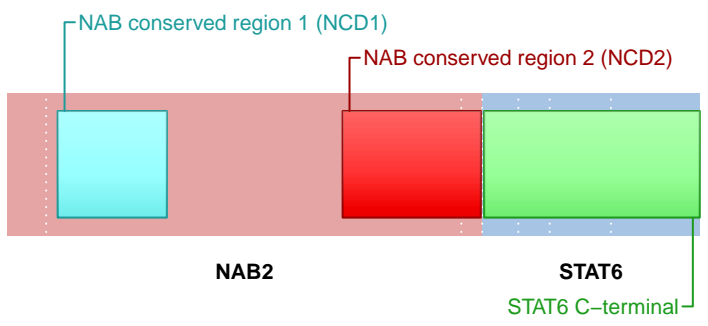 NAB conserved region 1 (NCD1)
NAB conserved region 2 (NCD2)
NAB2
STAT6
STAT6 C−terminal